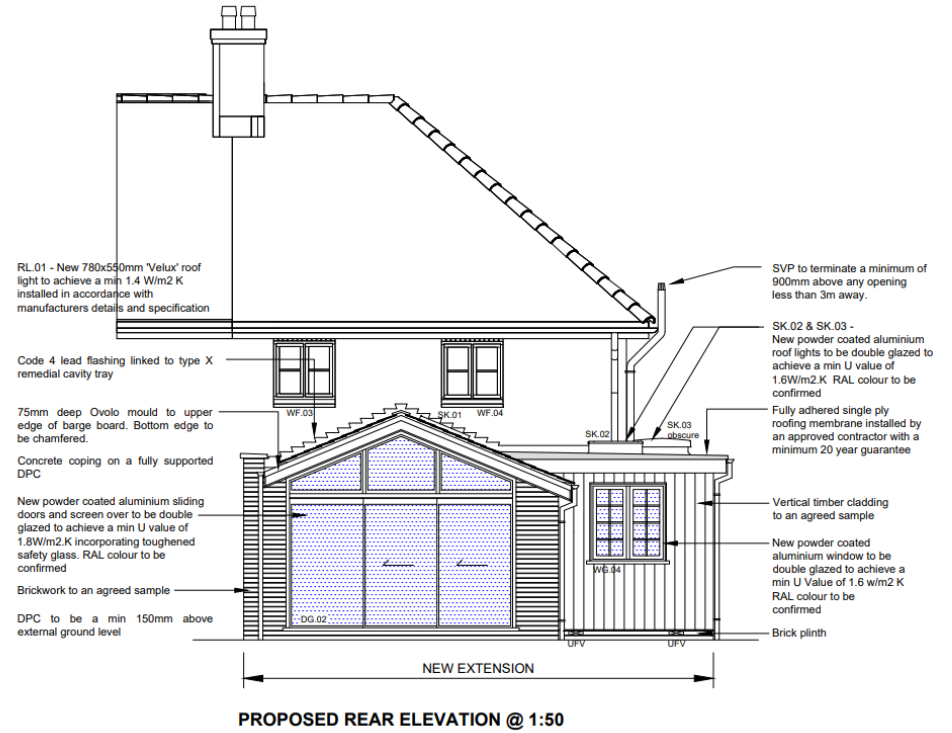 RL.01 - New 780x550mm 'Velux' roof
light to achieve a min 1.4 W/m2 K
installed in accordance with
manufacturers details and specification
Code 4 lead flashing linked to type X
remedial cavity tray
75mm deep Ovolo mould to upper
edge of barge board. Bottom edge to
be chamfered.
Concrete coping on a fully supported
DPC
New powder coated aluminium sliding
doors and screen over to be double
glazed to achieve a min U value of
1.8W/m2.K incorporating toughened
safety glass. RAL colour to be
confirmed
Brickwork to an agreed sample
DPC to be a min 150mm above
external ground level
WF.03
SK.01
WF.04
SK.02
SK.03
obscure
WG.04
DG.02
UFV
UFV
SVP to terminate a minimum of
900mm above any opening
less than 3m away.
SK.02 & SK.03 -
New powder coated aluminium
roof lights to be double glazed to
achieve a min U value of
1.6W/m2.K RAL colour to be
confirmed
Fully adhered single ply
roofing membrane installed by
an approved contractor with a
minimum 20 year guarantee
Vertical timber cladding
to an agreed sample
New powder coated
aluminium window to be
double glazed to achieve a
min U Value of 1.6 w/m2 K
RAL colour to be
confirmed
Brick plinth
NEW EXTENSION
PROPOSED REAR ELEVATION @ 1:50